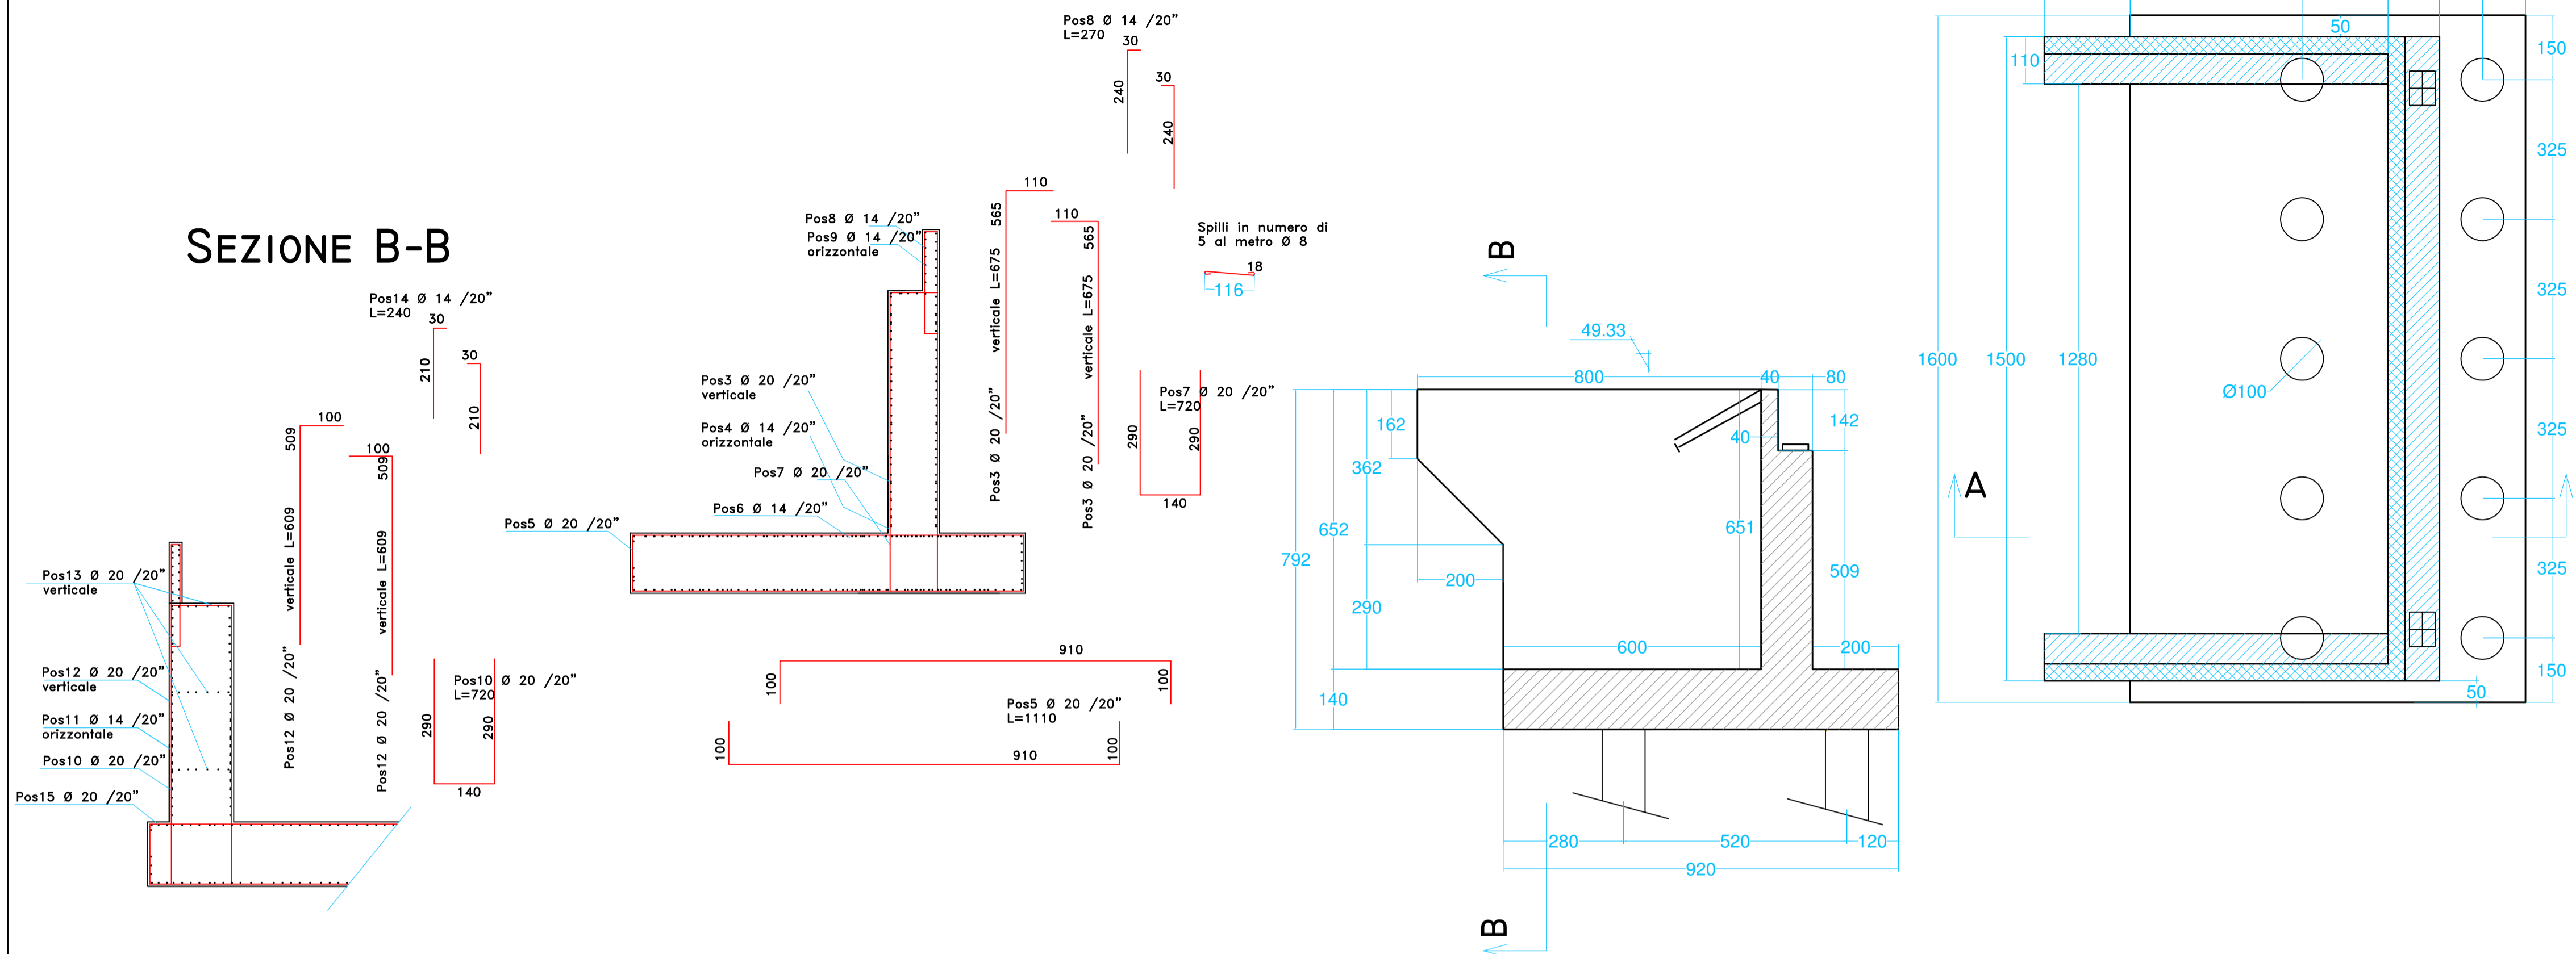 SEZIONE B-B
Pos14 Ø 14 /20”
L=240
30
210
30
210
100
509
verticale L=609
Pos12 Ø 20 /20”
100
509
verticale L=609
Pos12 Ø 20 /20”
Pos13 Ø 20 /20”
verticale
Pos12 Ø 20 /20”
verticale
Pos11 Ø 14 /20”
orizzontale
Pos10 Ø 20 /20”
Pos15 Ø 20 /20”
Pos10 Ø 20 /20”
L=720
290
290
140
Pos8 Ø 14 /20”
L=270
30
240
30
240
Pos8 Ø 14 /20”
Pos9 Ø 14 /20”
orizzontale
110
565
verticale L=675
Pos3 Ø 20 /20”
110
565
verticale L=675
Pos3 Ø 20 /20”
Spilli in numero di
5 al metro Ø 8
18
116
Pos3 Ø 20 /20”
verticale
Pos4 Ø 14 /20”
orizzontale
Pos7 Ø 20 /20”
Pos6 Ø 14 /20”
Pos5 Ø 20 /20”
Pos7 Ø 20 /20”
L=720
290
290
140
910
100
100
Pos5 Ø 20 /20”
L=1110
100
910
100
B
49.33
800
40
80
162
142
362
40
652
651
792
509
200
290
600
200
140
280
520
120
920
B
50
150
110
325
325
1600
1500
1280
Ø100
325
A
325
150
50